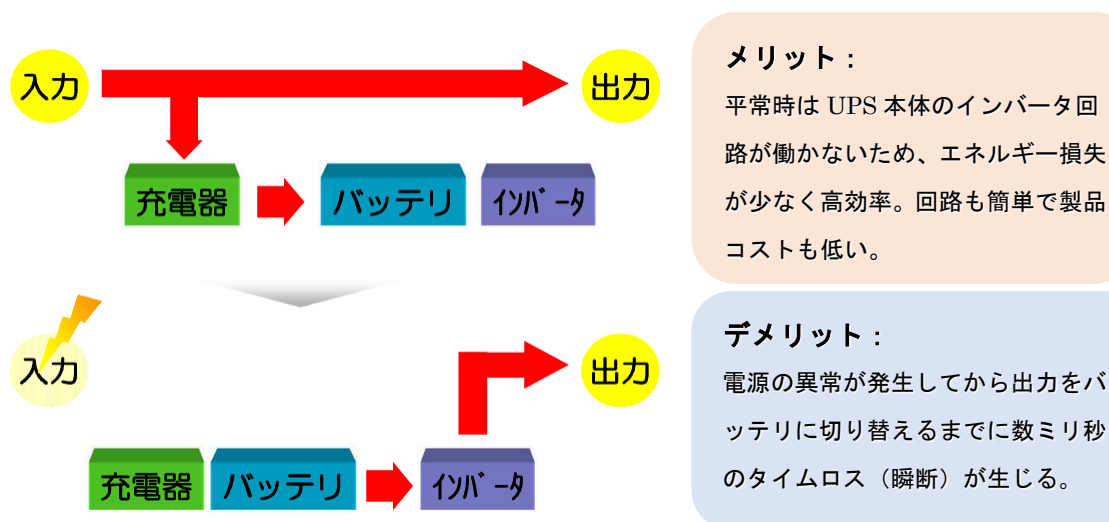 入力
出力
充電器
バッテリ
ｲﾝﾊﾞｰﾀ
入力
出力
充電器
バッテリ
ｲﾝﾊﾞｰﾀ
メリット：
平常時は UPS 本体のインバータ回
路が働かないため、エネルギー損失
が少なく高効率。回路も簡単で製品
コストも低い。
デメリット：
電源の異常が発生してから出力をバ
ッテリに切り替えるまでに数ミリ秒
のタイムロス（瞬断）が生じる。